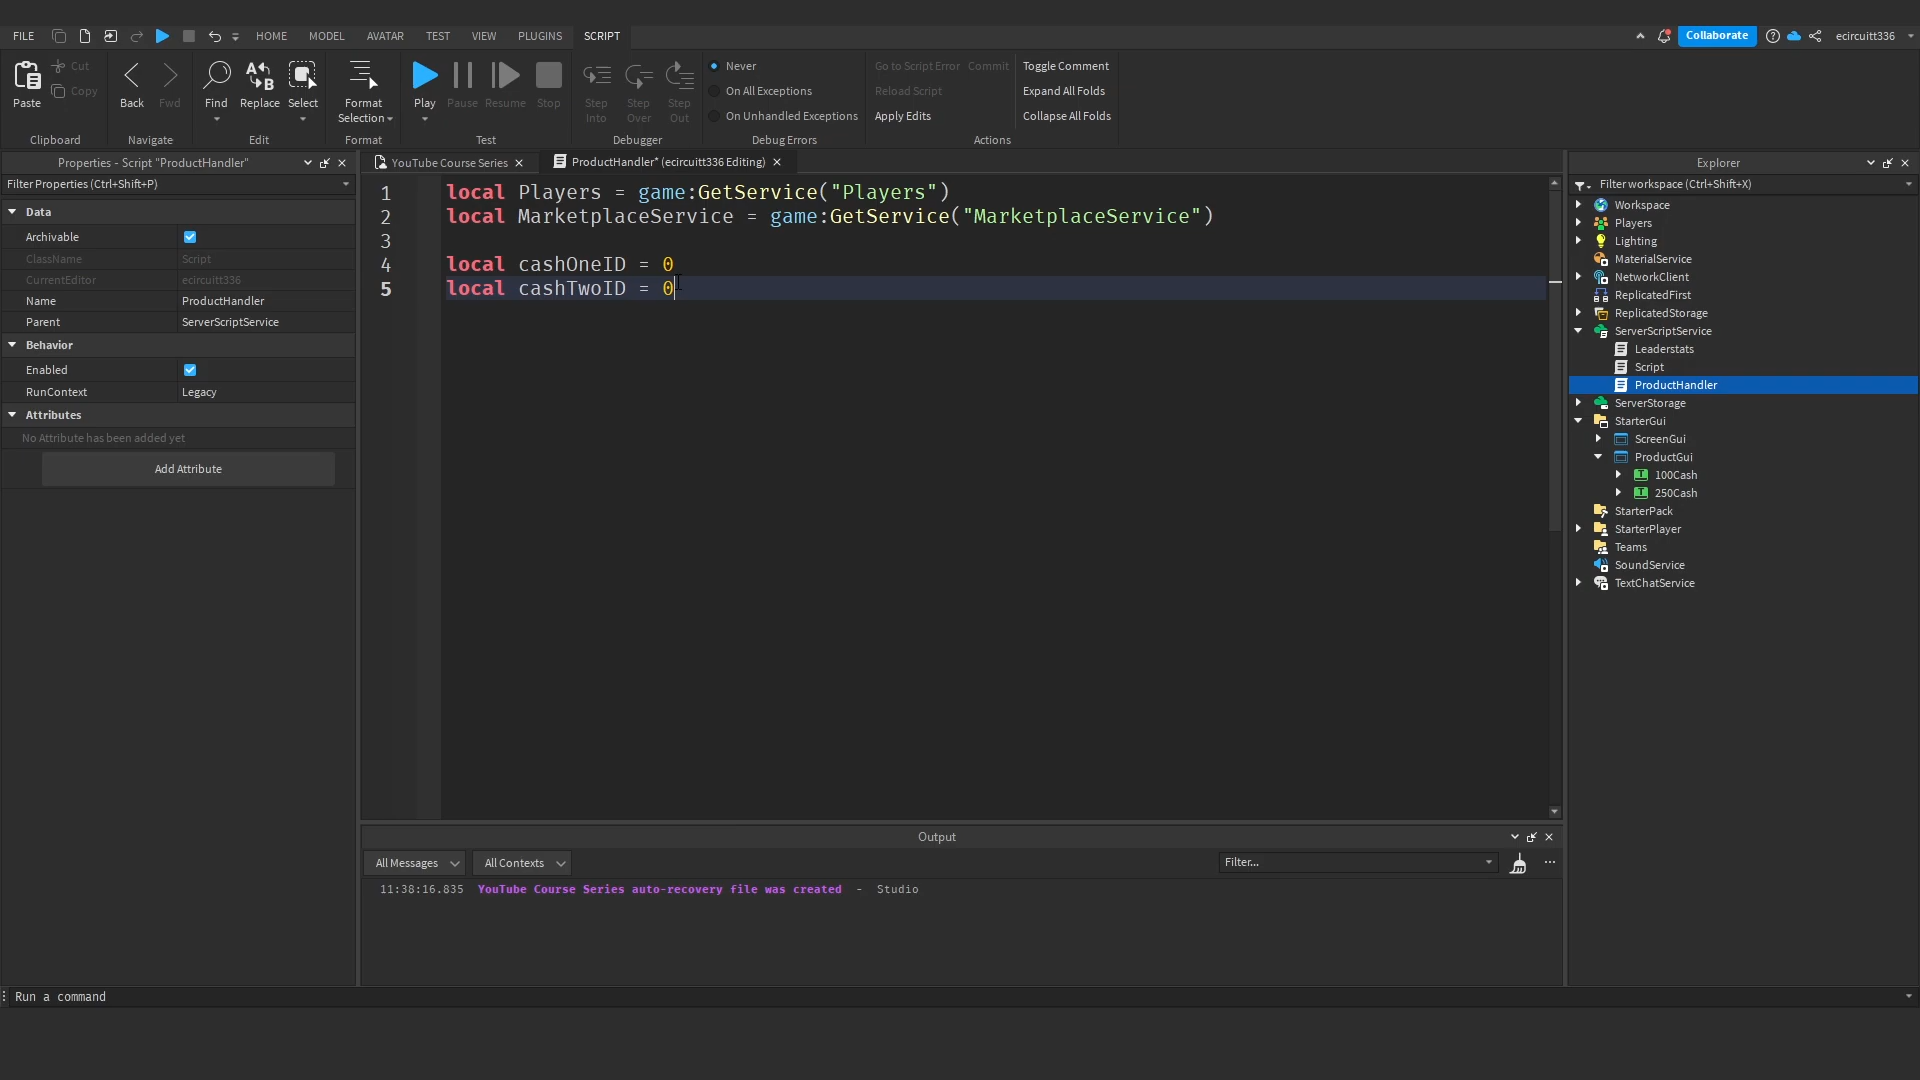 FILE HOME MODEL AVATAR TEST VIEW PLUGINS SCRIPT Collaborate ecircuitt336
Paste Cut Copy Back Fwd Find Replace Select Format Selection Play Pause Resume Stop Step Into Step Over Step Out
Never On All Exceptions On Unhandled Exceptions
Go to Script Error Commit Reload Script Apply Edits
Toggle Comment Expand All Folds Collapse All Folds
Clipboard Navigate Edit Format Test Debugger Debug Errors Actions
Properties - Script "ProductHandler"
Filter Properties (Ctrl+Shift+P)
Data
Archivable
ClassName Script
CurrentEditor ecircuitt336
Name ProductHandler
Parent ServerScriptService
Behavior
Enabled
RunContext Legacy
Attributes
No Attribute has been added yet
Add Attribute
YouTube Course Series ProductHandler* (ecircuitt336 Editing)
1 local Players = game:GetService("Players")
2 local MarketplaceService = game:GetService("MarketplaceService")
3
4 local cashOneID = 0
5 local cashTwoID = 0
Output
All Messages All Contexts Filter...
11:38:16.835 YouTube Course Series auto-recovery file was created - Studio
Explorer
Filter workspace (Ctrl+Shift+X)
Workspace
Players
Lighting
MaterialService
NetworkClient
ReplicatedFirst
ReplicatedStorage
ServerScriptService
Leaderstats
Script
ProductHandler
ServerStorage
StarterGui
ScreenGui
ProductGui
100Cash
250Cash
StarterPack
StarterPlayer
Teams
SoundService
TextChatService
Run a command